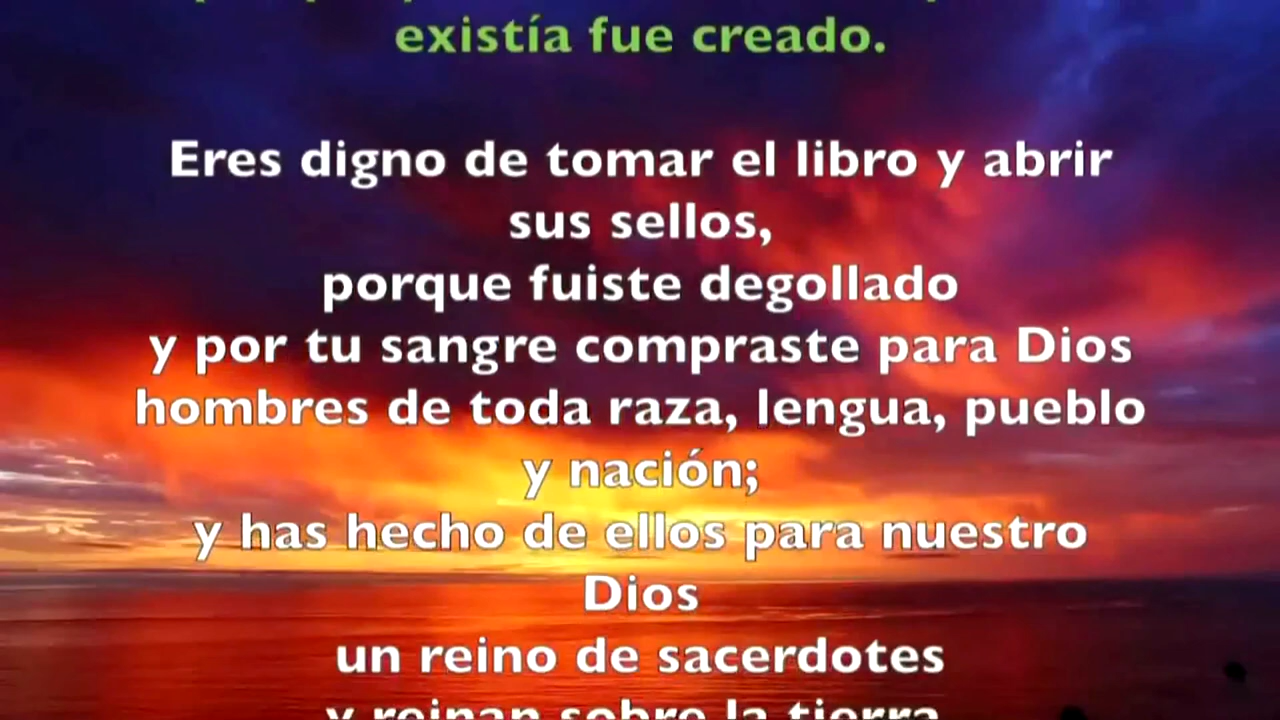 existía fue creado.
Eres digno de tomar el libro y abrir
sus sellos,
porque fuiste degollado
y por tu sangre compraste para Dios
hombres de toda raza, lengua, pueblo
y nación;
y has hecho de ellos para nuestro
Dios
un reino de sacerdotes
y reinan sobre la tierra